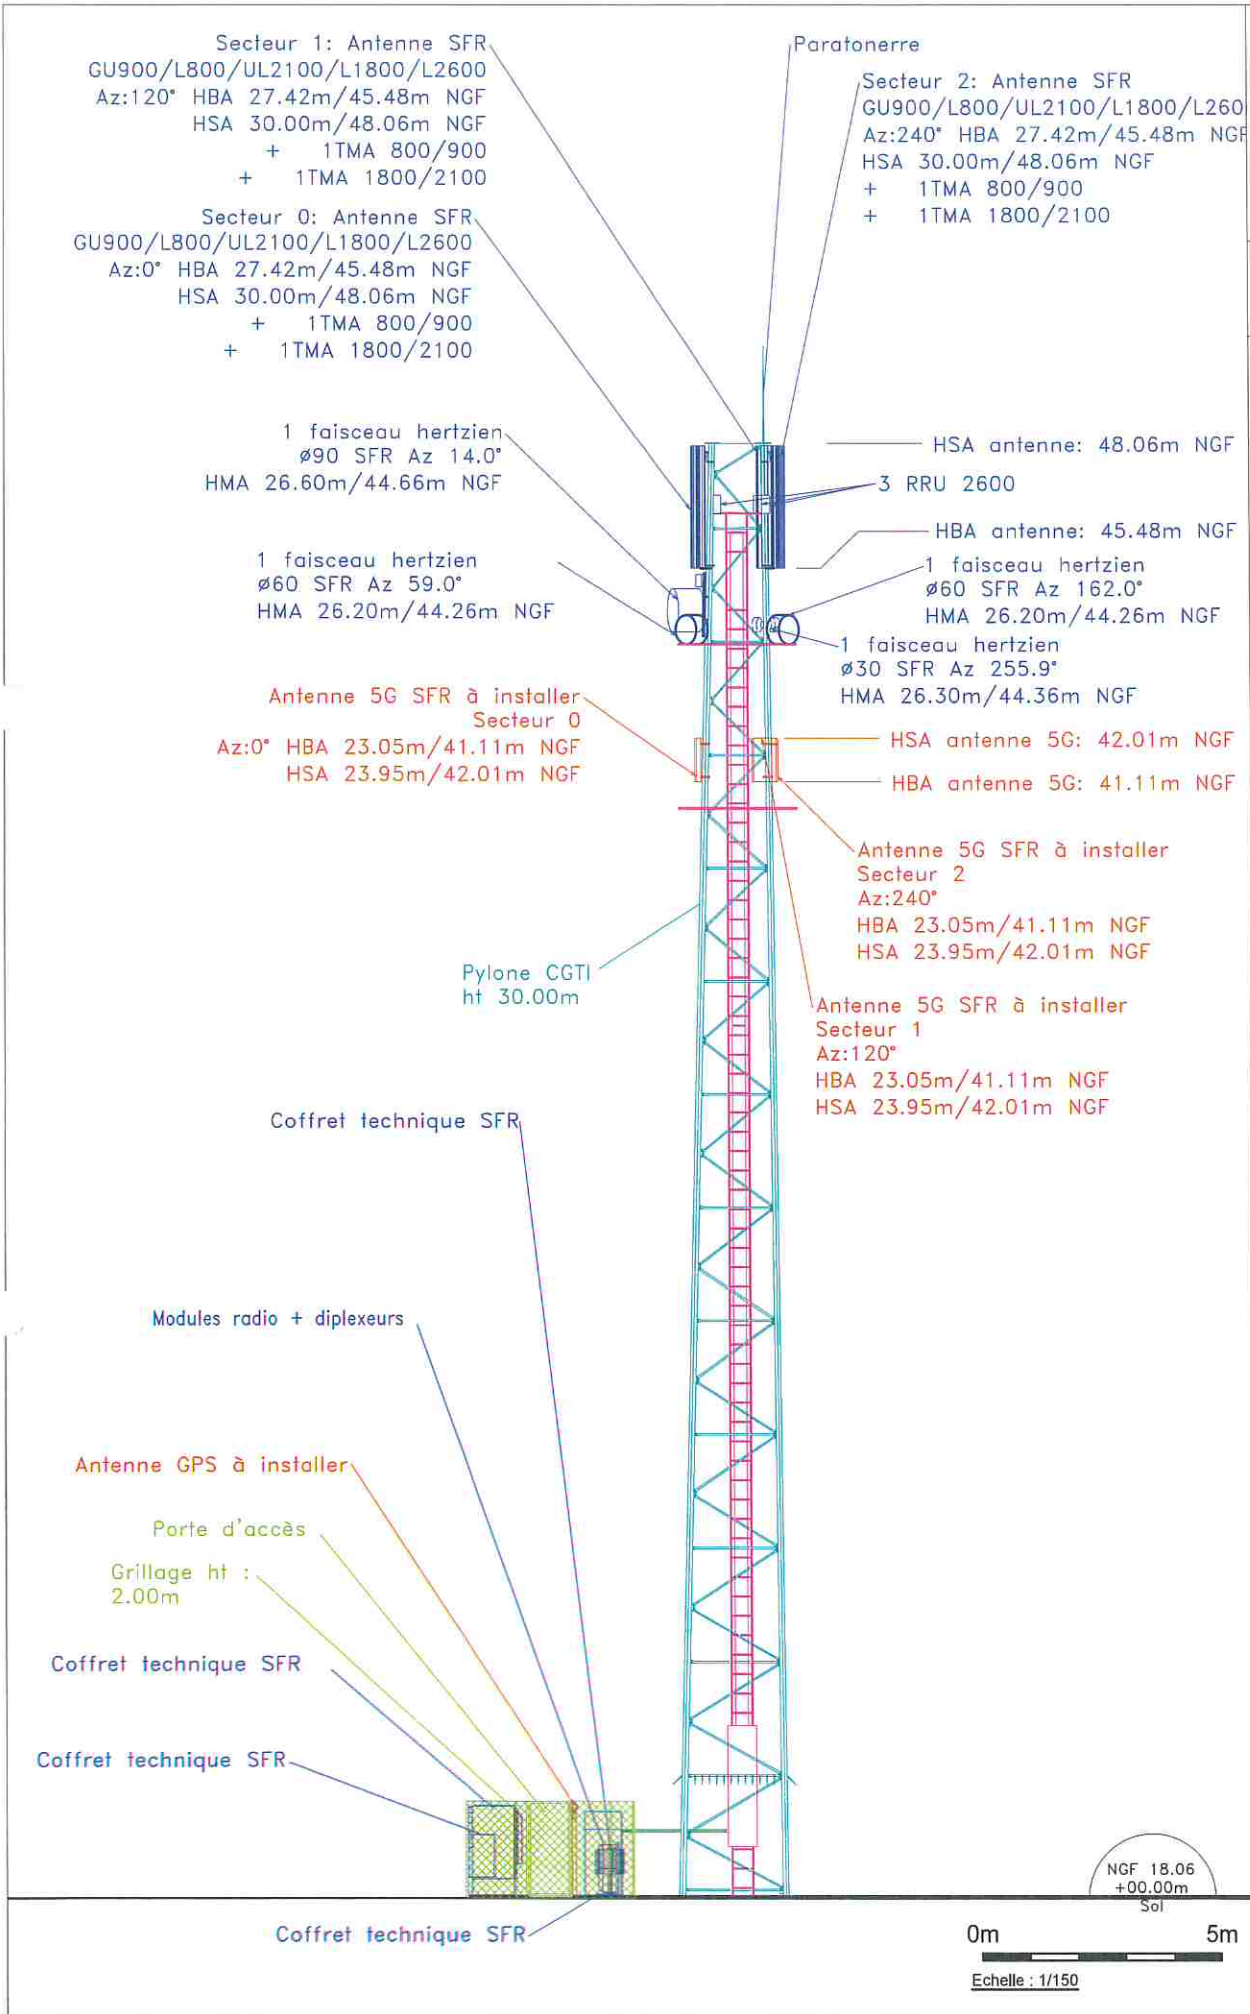 Secteur 1: Antenne SFR
GU900/L800/UL2100/L1800/L2600
Az:120° HBA 27.42m/45.48m NGF
HSA 30.00m/48.06m NGF
+ 1TMA 800/900
+ 1TMA 1800/2100
Secteur 0: Antenne SFR
GU900/L800/UL2100/L1800/L2600
Az:0° HBA 27.42m/45.48m NGF
HSA 30.00m/48.06m NGF
+ 1TMA 800/900
+ 1TMA 1800/2100
Paratonerre
Secteur 2: Antenne SFR
GU900/L800/UL2100/L1800/L260
Az:240° HBA 27.42m/45.48m NGF
HSA 30.00m/48.06m NGF
+ 1TMA 800/900
+ 1TMA 1800/2100
1 faisceau hertzien
ø90 SFR Az 14.0°
HMA 26.60m/44.66m NGF
HSA antenne: 48.06m NGF
3 RRU 2600
HBA antenne: 45.48m NGF
1 faisceau hertzien
ø60 SFR Az 59.0°
HMA 26.20m/44.26m NGF
1 faisceau hertzien
ø60 SFR Az 162.0°
HMA 26.20m/44.26m NGF
1 faisceau hertzien
ø30 SFR Az 255.9°
HMA 26.30m/44.36m NGF
Antenne 5G SFR à installer
Secteur 0
Az:0° HBA 23.05m/41.11m NGF
HSA 23.95m/42.01m NGF
HSA antenne 5G: 42.01m NGF
HBA antenne 5G: 41.11m NGF
Antenne 5G SFR à installer
Secteur 2
Az:240°
HBA 23.05m/41.11m NGF
HSA 23.95m/42.01m NGF
Pylone CGTI
ht 30.00m
Antenne 5G SFR à installer
Secteur 1
Az:120°
HBA 23.05m/41.11m NGF
HSA 23.95m/42.01m NGF
Coffret technique SFR
Modules radio + diplexeurs
Antenne GPS à installer
Porte d'accès
Grillage ht :
2.00m
Coffret technique SFR
Coffret technique SFR
Coffret technique SFR
NGF 18.06
+00.00m
Sol
0m 5m
Echelle : 1/150